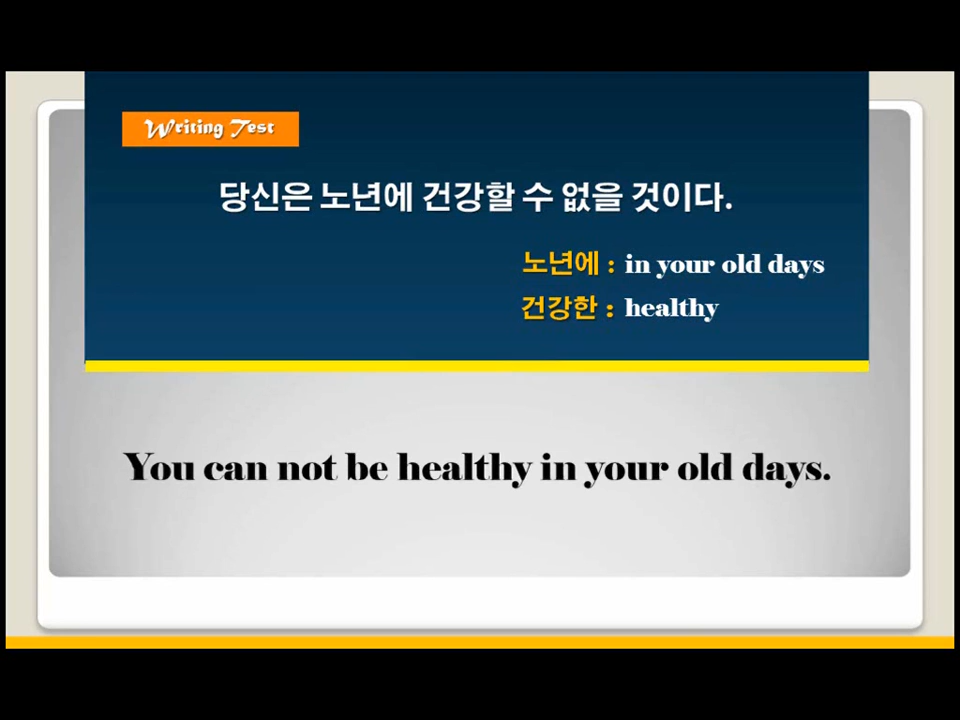 Writing Test
당신은 노년에 건강할 수 없을 것이다.
노년에 : in your old days
건강한 : healthy
You can not be healthy in your old days.